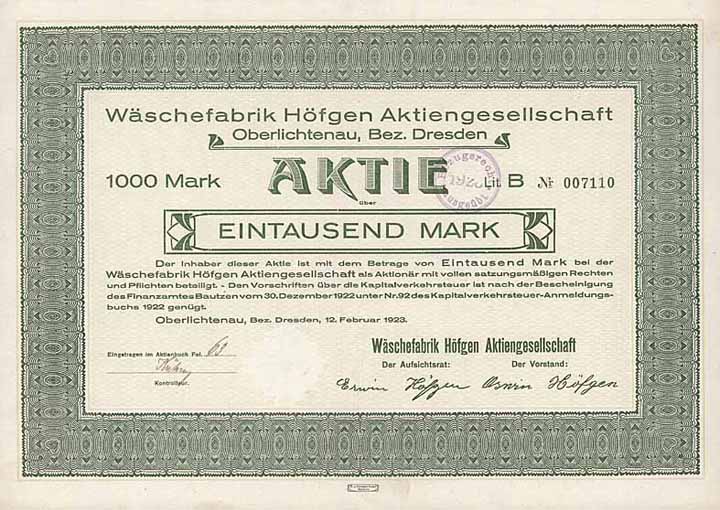 Wäschefabrik Höfgen Aktiengesellschaft
Oberlichtenau, Bez. Dresden
1000 Mark AKTIE Lit. B № 007110
über
EINTAUSEND MARK
Der Inhaber dieser Aktie ist mit dem Betrage von Eintausend Mark bei der
Wäschefabrik Höfgen Aktiengesellschaft als Aktionär mit vollen satzungsmäßigen Rechten
und Pflichten beteiligt. - Den Vorschriften über die Kapitalverkehrsteuer ist nach der Bescheinigung
des Finanzamtes Bautzen vom 30. Dezember 1922 unter Nr. 92 des Kapitalverkehrsteuer-Anmeldungs-
buchs 1922 genügt.
Oberlichtenau, Bez. Dresden, 12. Februar 1923.
Eingetragen im Aktienbuch Fol.
Kontrolleur.
Wäschefabrik Höfgen Aktiengesellschaft
Der Aufsichtsrat: Der Vorstand:
Erwin Höfgen Oswin Höfgen